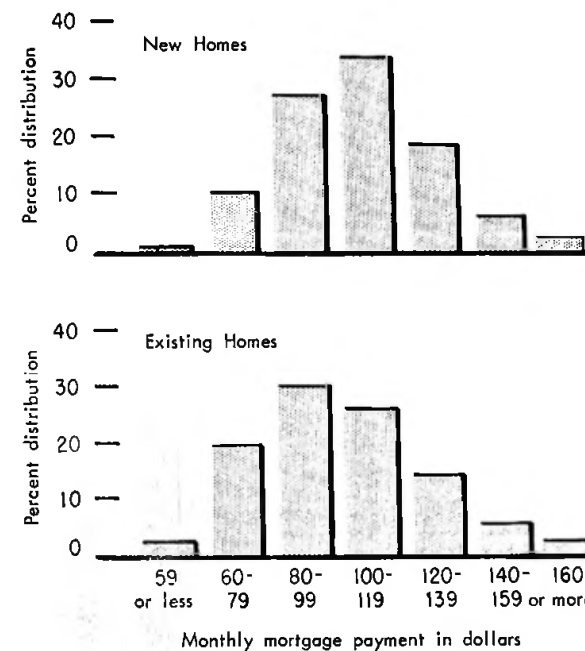 New Homes
Percent distribution
40
30
20
10
0
Existing Homes
Percent distribution
40
30
20
10
0
59 60- 80- 100- 120- 140- 160
or less 79 99 119 139 159 or more
Monthly mortgage payment in dollars